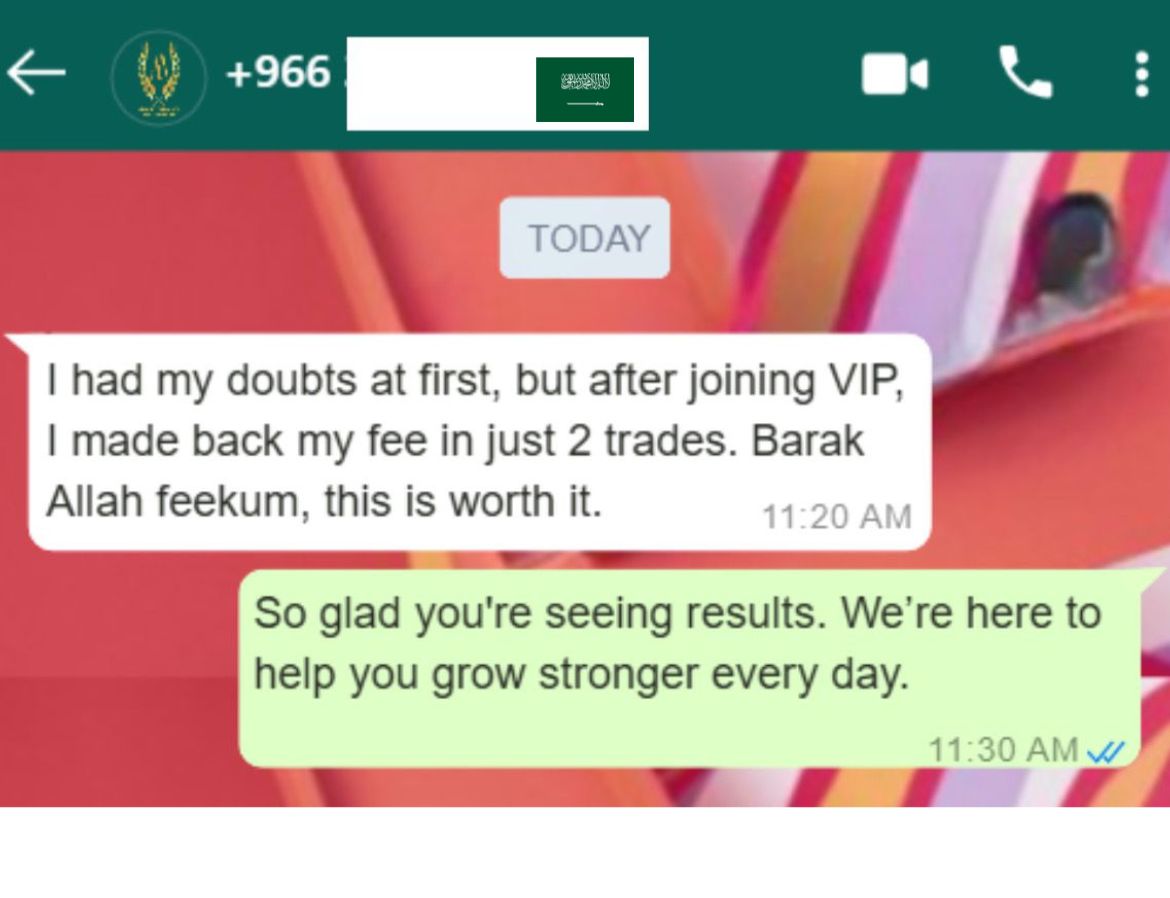 +966
TODAY
I had my doubts at first, but after joining VIP,
I made back my fee in just 2 trades. Barak
Allah feekum, this is worth it.
11:20 AM
So glad you're seeing results. We’re here to
help you grow stronger every day.
11:30 AM